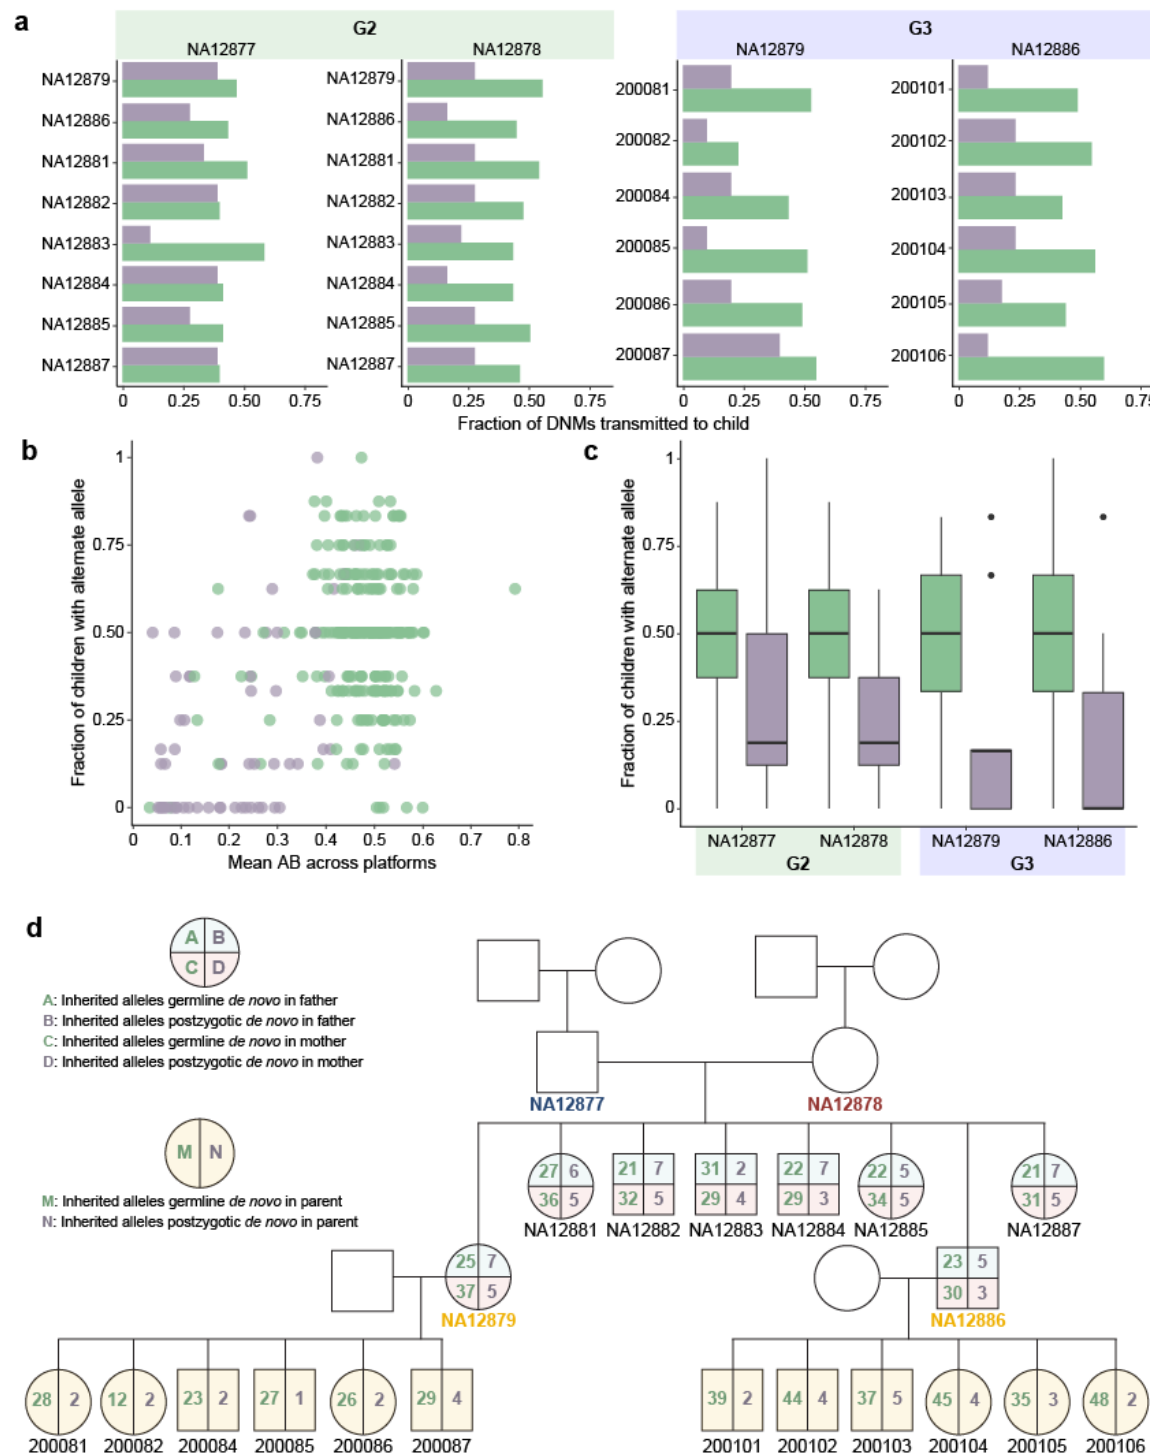 a
G2
G3
NA12877
NA12878
NA12879
NA12886
NA12879
NA12886
NA12881
NA12882
NA12883
NA12884
NA12885
NA12887
0 0.25 0.50 0.75
NA12879
NA12886
NA12881
NA12882
NA12883
NA12884
NA12885
NA12887
0 0.25 0.50 0.75
200081
200082
200084
200085
200086
200087
0 0.25 0.50 0.75
200101
200102
200103
200104
200105
200106
0 0.25 0.50 0.75
Fraction of DNMs transmitted to child
b
Fraction of children with alternate allele
1
0.75
0.50
0.25
0
0 0.1 0.2 0.3 0.4 0.5 0.6 0.7 0.8
Mean AB across platforms
c
Fraction of children with alternate allele
1
0.75
0.50
0.25
0
NA12877 NA12878 NA12879 NA12886
G2 G3
d
A B
C D
A: Inherited alleles germline de novo in father
B: Inherited alleles postzygotic de novo in father
C: Inherited alleles germline de novo in mother
D: Inherited alleles postzygotic de novo in mother
M N
M: Inherited alleles germline de novo in parent
N: Inherited alleles postzygotic de novo in parent
NA12877 NA12878
27 6 21 7 31 2 22 7 22 5 21 7
36 5 32 5 29 4 29 3 34 5 31 5
NA12881 NA12882 NA12883 NA12884 NA12885 NA12887
25 7 23 5
37 5 30 3
NA12879 NA12886
28 2 12 2 23 2 27 1 26 2 29 4 39 2 44 4 37 5 45 4 35 3 48 2
200081 200082 200084 200085 200086 200087 200101 200102 200103 200104 200105 200106